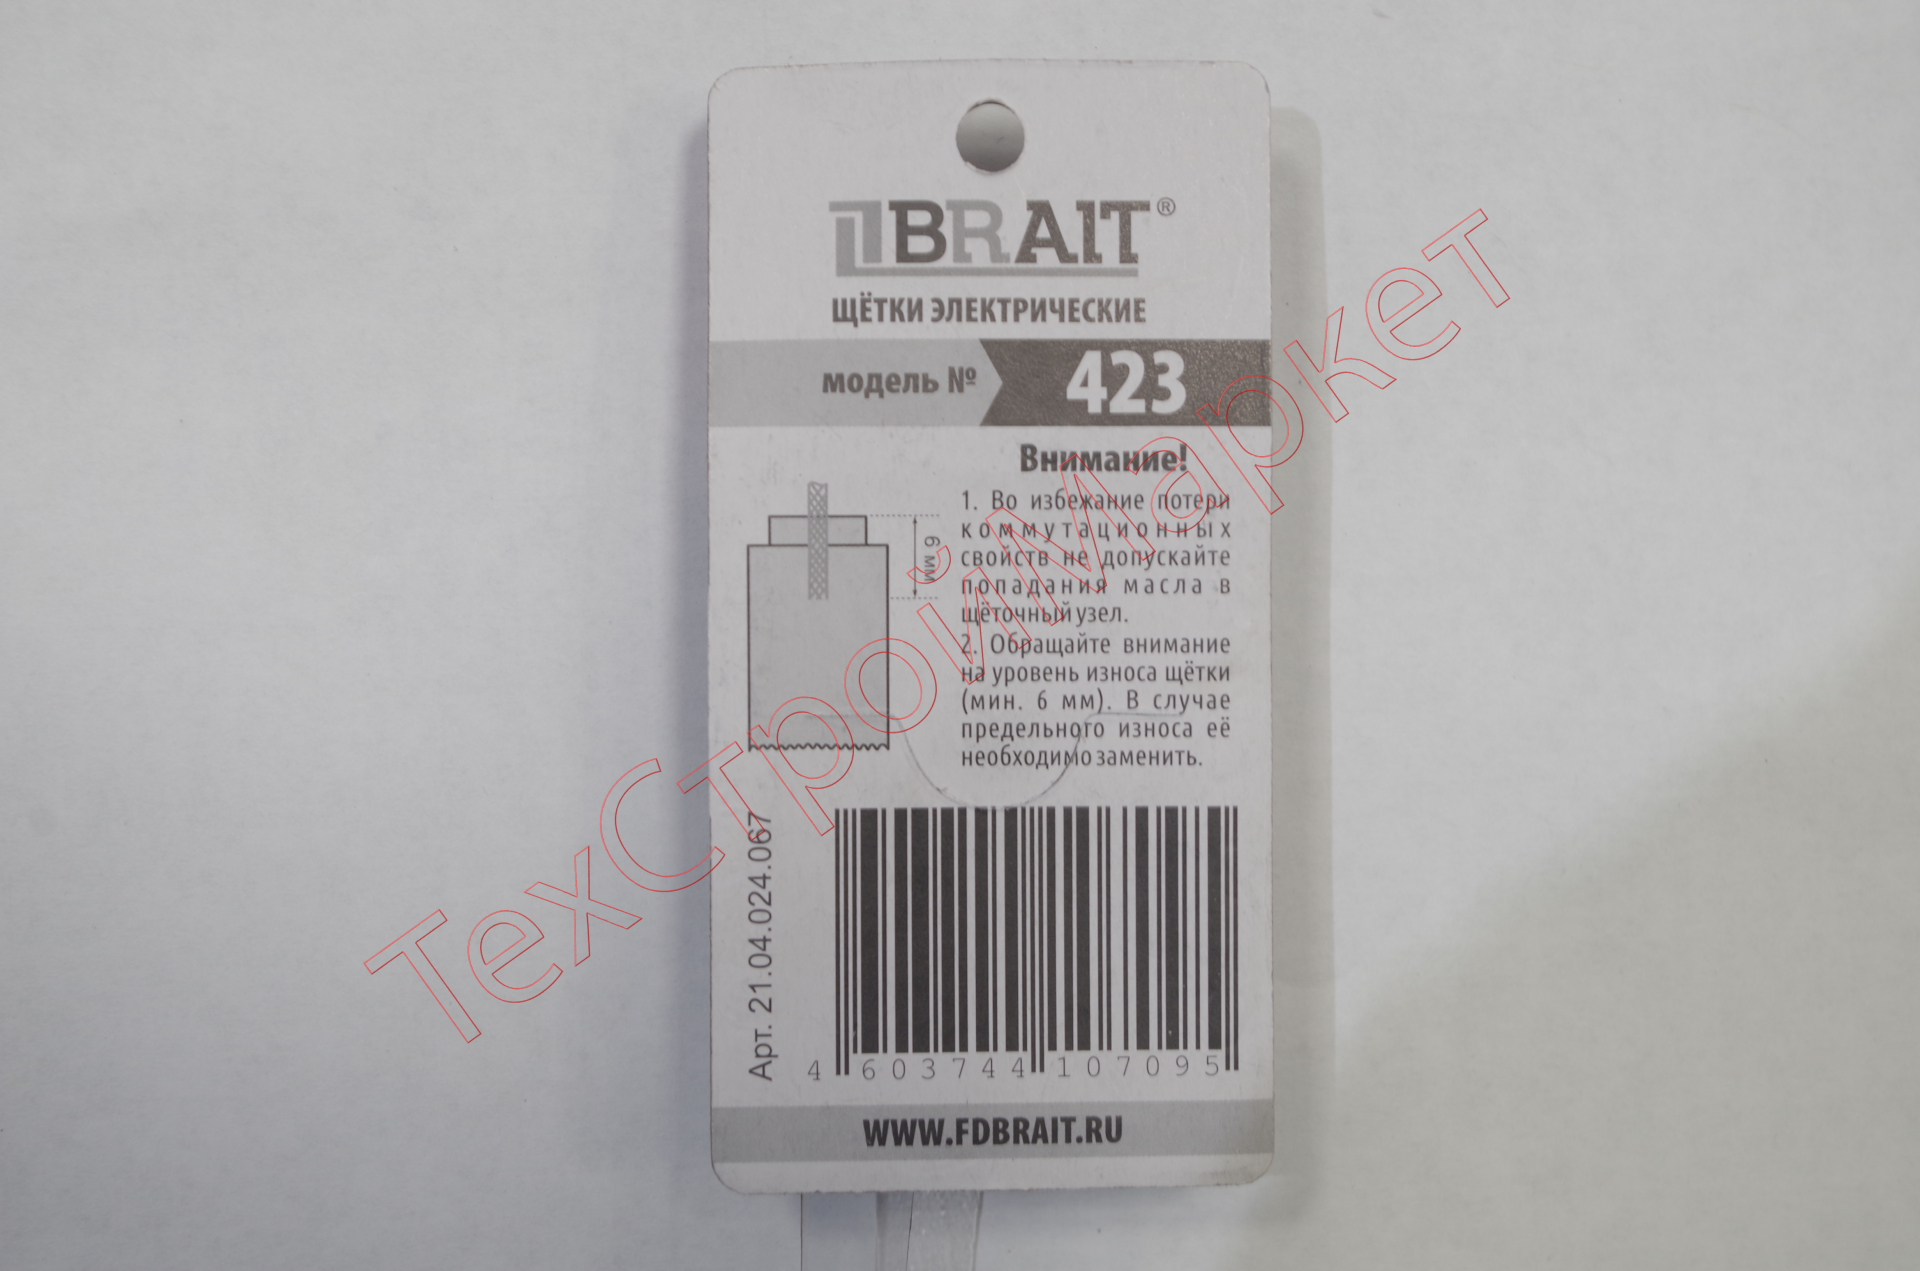 BRAIT®
ЩЁТКИ ЭЛЕКТРИЧЕСКИЕ
модель № 423
Внимание!
1. Во избежание потери
коммутационных
свойств не допускайте
попадания масла в
щёточный узел.
2. Обращайте внимание
на уровень износа щётки
(мин. 6 мм). В случае
предельного износа её
необходимо заменить.
6 мм
Арт. 21.04.024.067
4 603744 107095
WWW.FDBRAIT.RU
ТехСтройМаркет